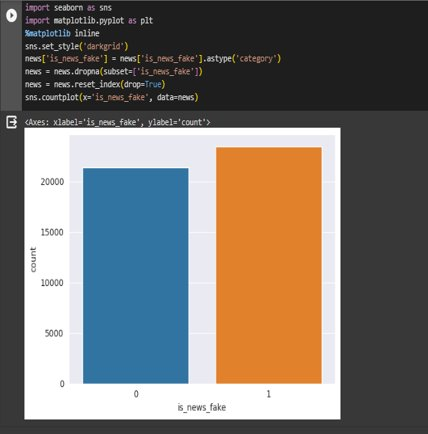 import seaborn as sns
import matplotlib.pyplot as plt
%matplotlib inline
sns.set_style('darkgrid')
news['is_news_fake'] = news['is_news_fake'].astype('category')
news = news.dropna(subset=['is_news_fake'])
news = news.reset_index(drop=True)
sns.countplot(x='is_news_fake', data=news)
<Axes: xlabel='is_news_fake', ylabel='count'>
20000
15000
count
10000
5000
0
0 1
is_news_fake